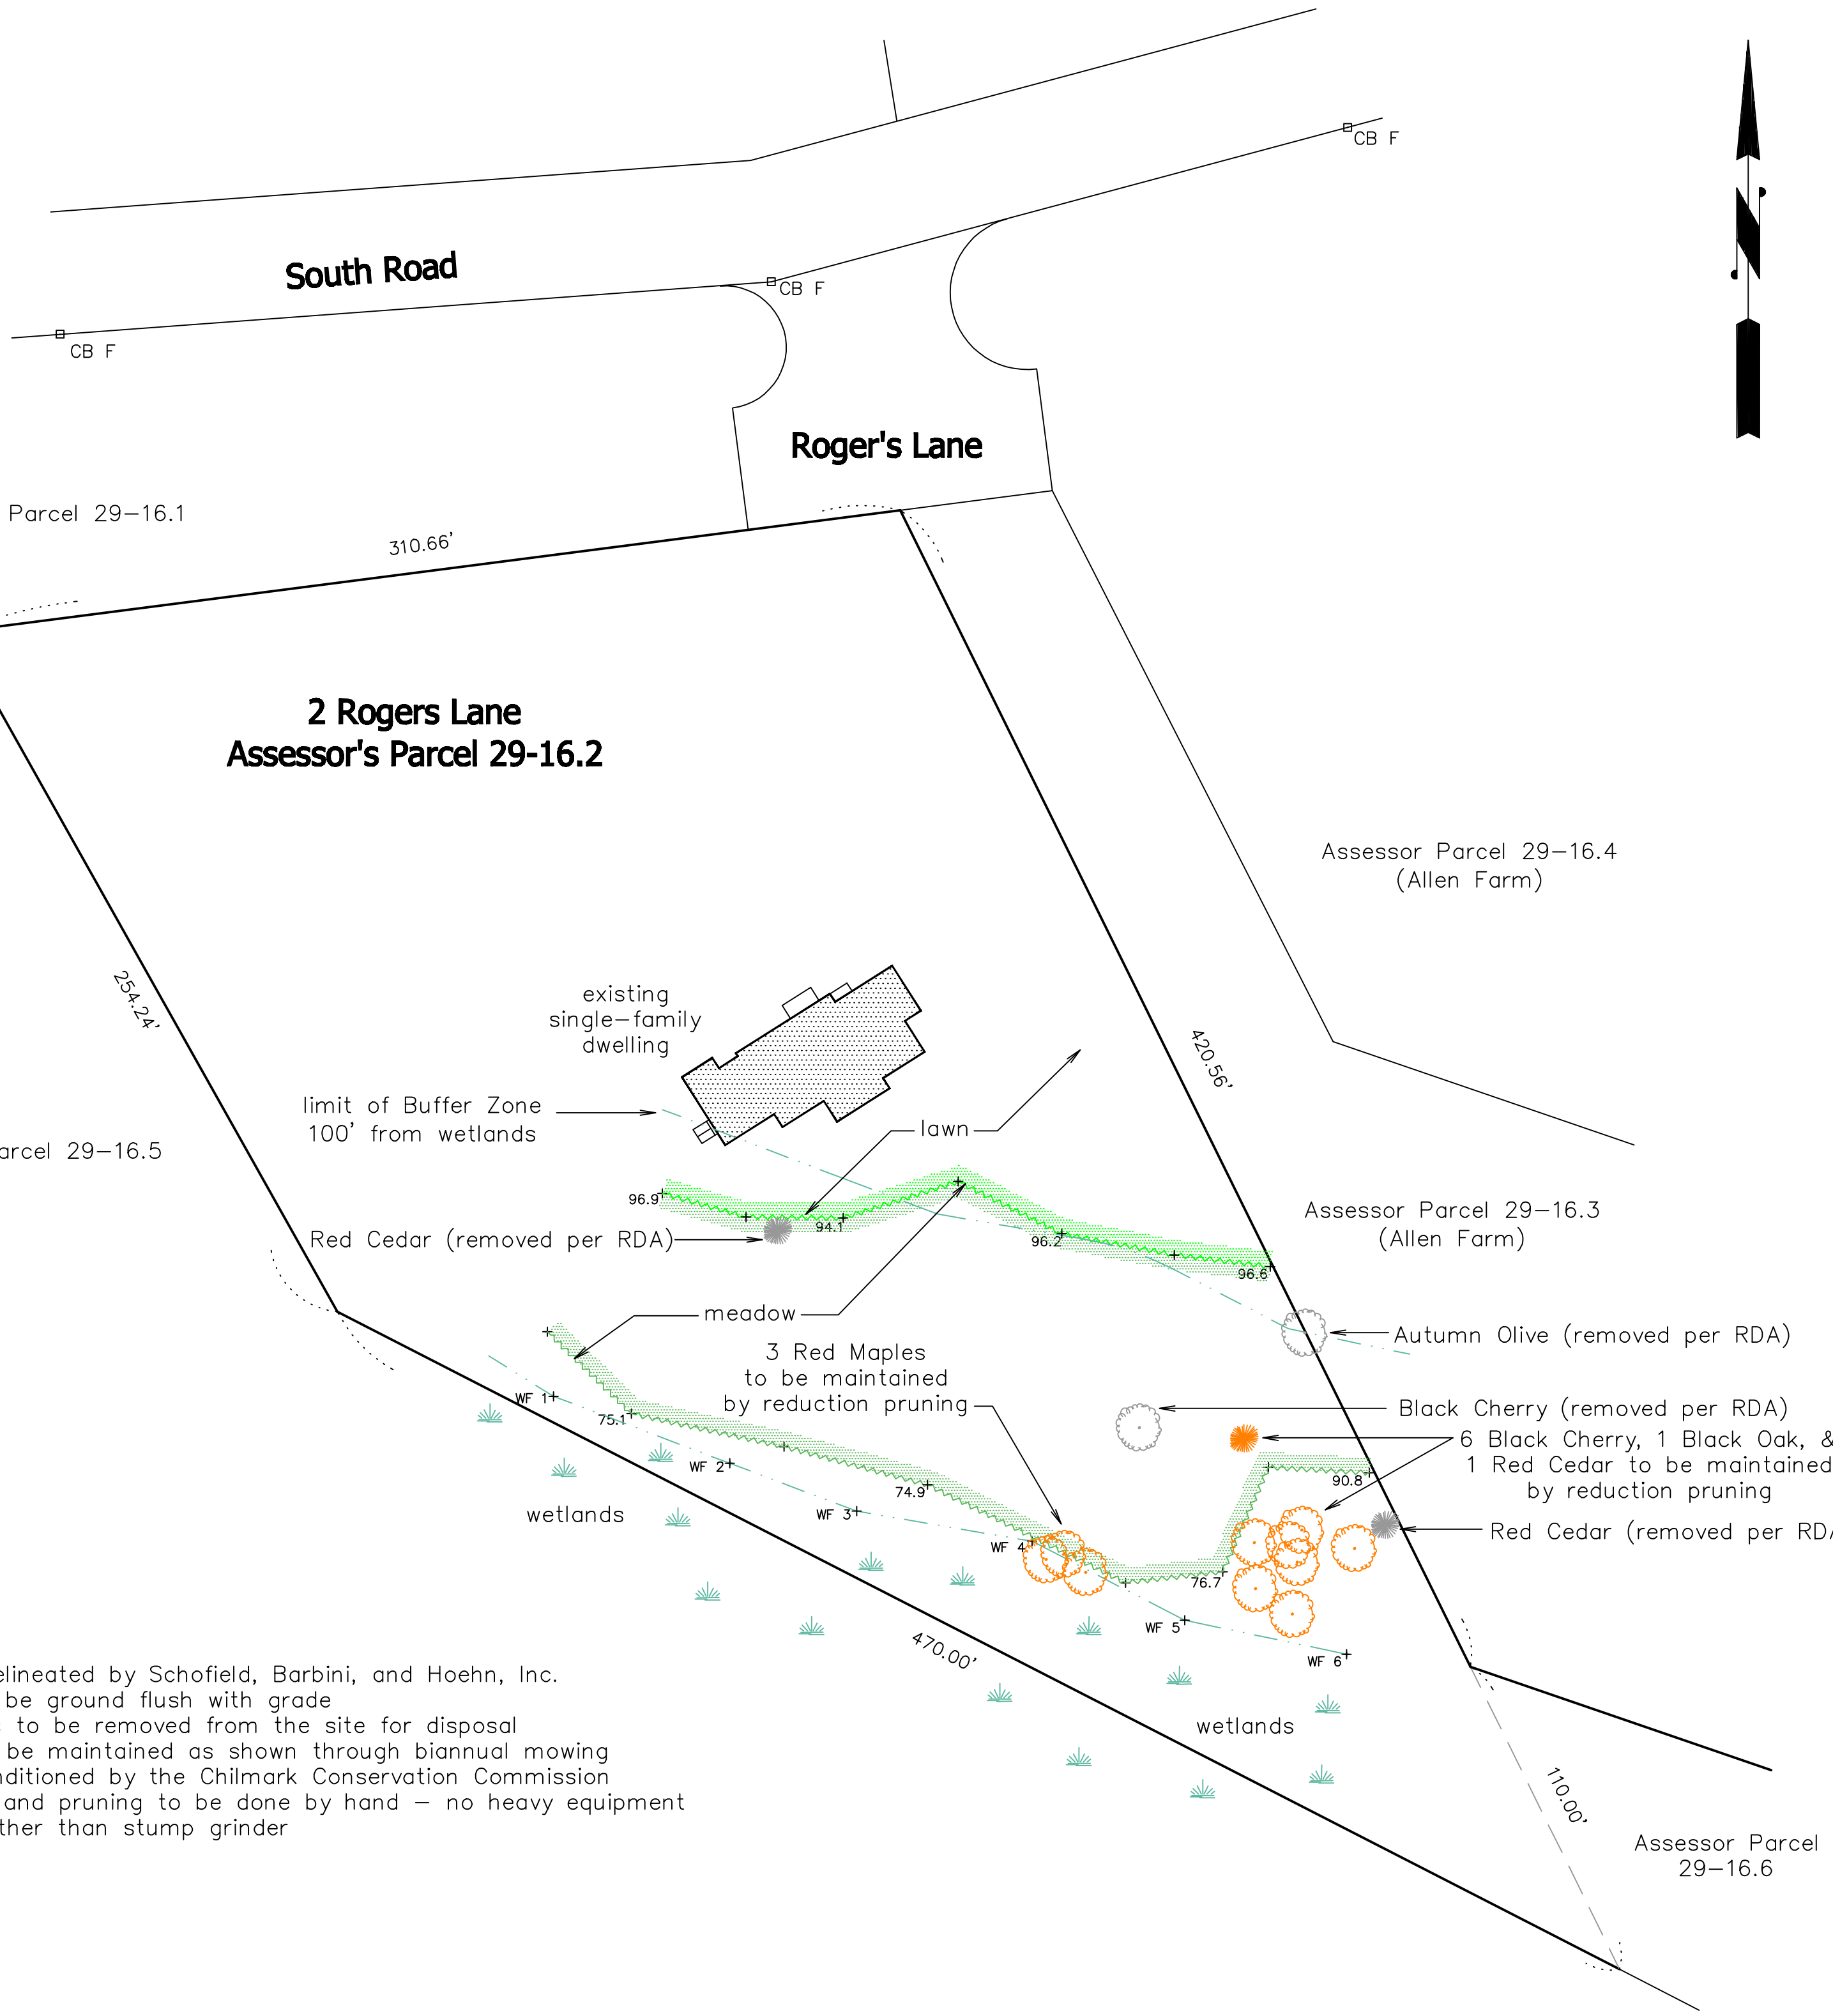 CB F
South Road
CB F
CB F
Roger's Lane
Parcel 29-16.1
310.66'
2 Rogers Lane
Assessor's Parcel 29-16.2
Assessor Parcel 29-16.4
(Allen Farm)
254.24'
existing
single-family
dwelling
420.56'
limit of Buffer Zone
100' from wetlands
lawn
arcel 29-16.5
96.9
94.1
96.2
96.6
Assessor Parcel 29-16.3
(Allen Farm)
Red Cedar (removed per RDA)
meadow
Autumn Olive (removed per RDA)
3 Red Maples
to be maintained
by reduction pruning
WF 1
75.1
WF 2
74.9
WF 3
WF 4
Black Cherry (removed per RDA)
6 Black Cherry, 1 Black Oak, &
1 Red Cedar to be maintained
by reduction pruning
90.8
Red Cedar (removed per RD
wetlands
76.7
WF 5
WF 6
470.00'
wetlands
elineated by Schofield, Barbini, and Hoehn, Inc.
be ground flush with grade
to be removed from the site for disposal
be maintained as shown through biannual mowing
nditioned by the Chilmark Conservation Commission
and pruning to be done by hand – no heavy equipment
ther than stump grinder
110.00'
Assessor Parcel
29-16.6